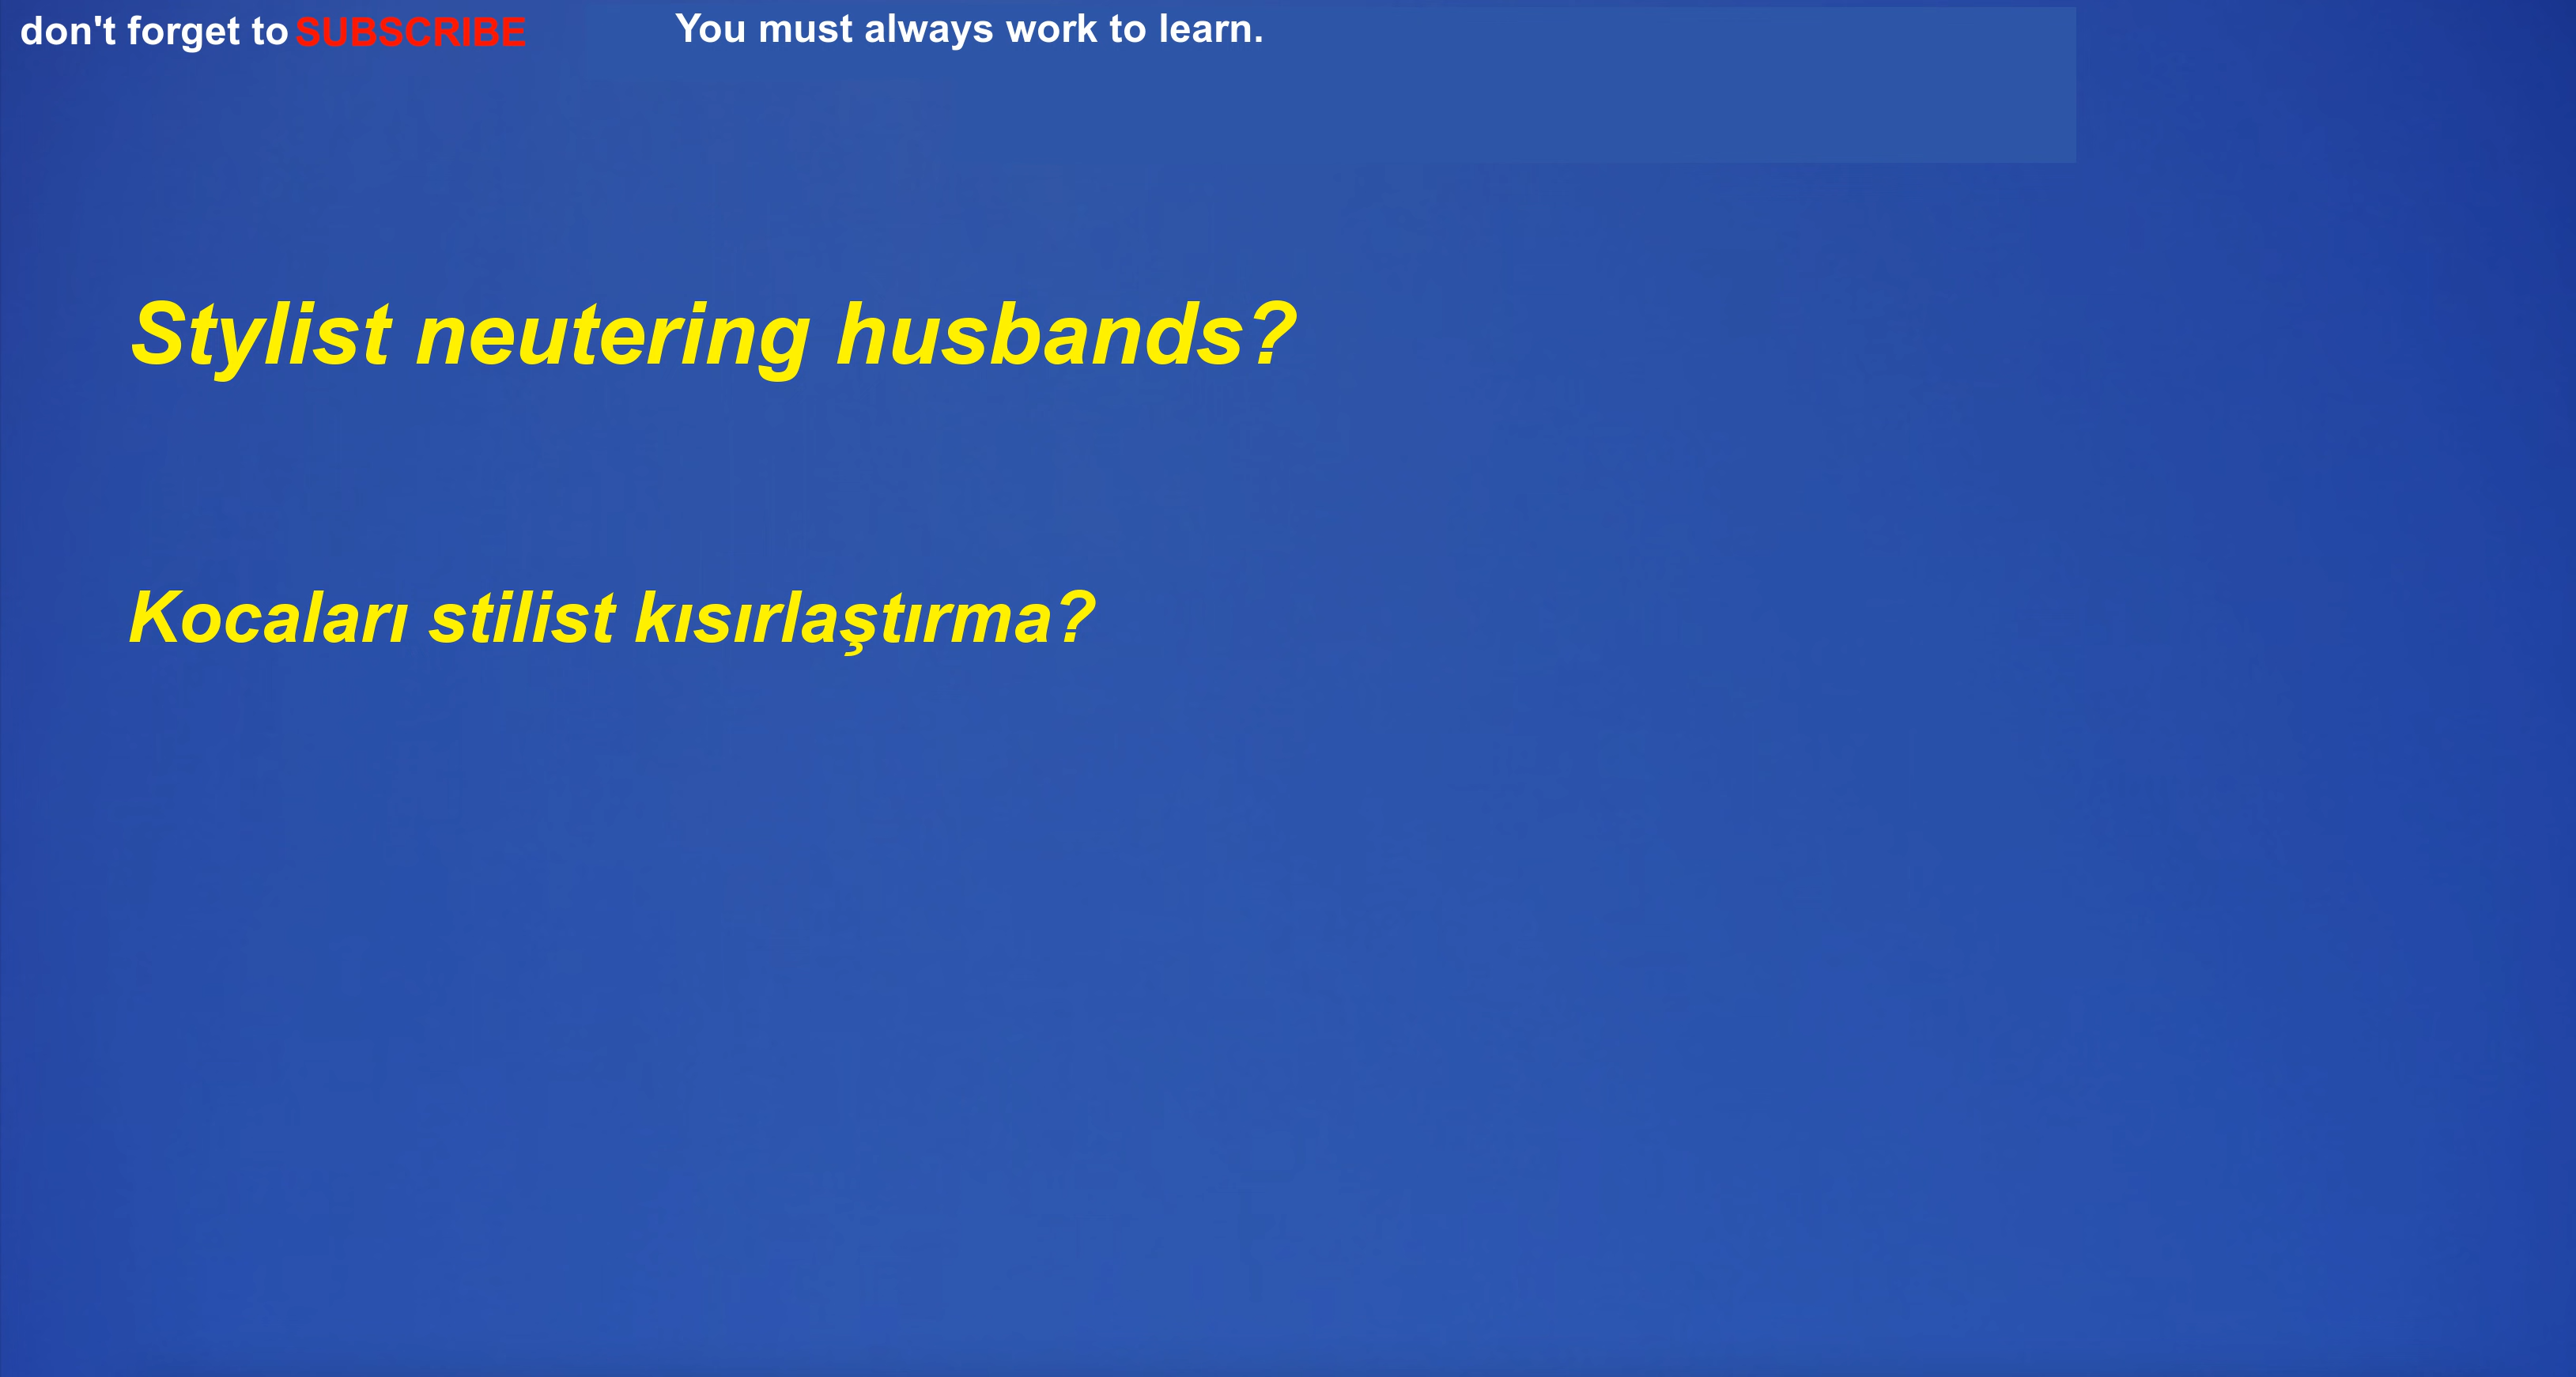 don't forget to SUBSCRIBE You must always work to learn.
Stylist neutering husbands?
Kocaları stilist kısırlaştırma?